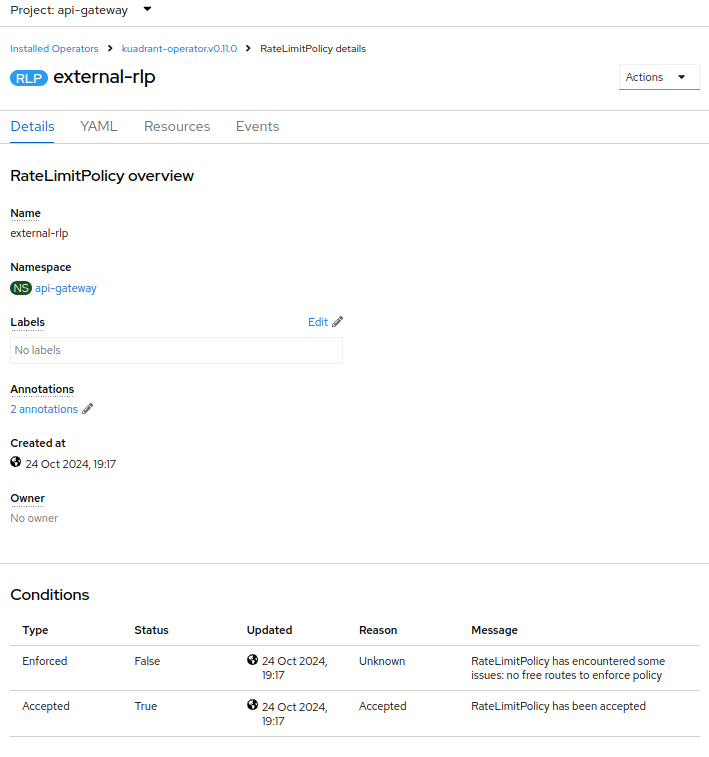 Project: api-gateway
Installed Operators > kuadrant-operator.v0.11.0 > RateLimitPolicy details
RLP external-rlp
Actions
Details YAML Resources Events
RateLimitPolicy overview
Name
external-rlp
Namespace
NS api-gateway
Labels Edit
No labels
Annotations
2 annotations
Created at
24 Oct 2024, 19:17
Owner
No owner
Conditions
Type Status Updated Reason Message
Enforced False 24 Oct 2024, Unknown RateLimitPolicy has encountered some
19:17 issues: no free routes to enforce policy
Accepted True 24 Oct 2024, Accepted RateLimitPolicy has been accepted
19:17